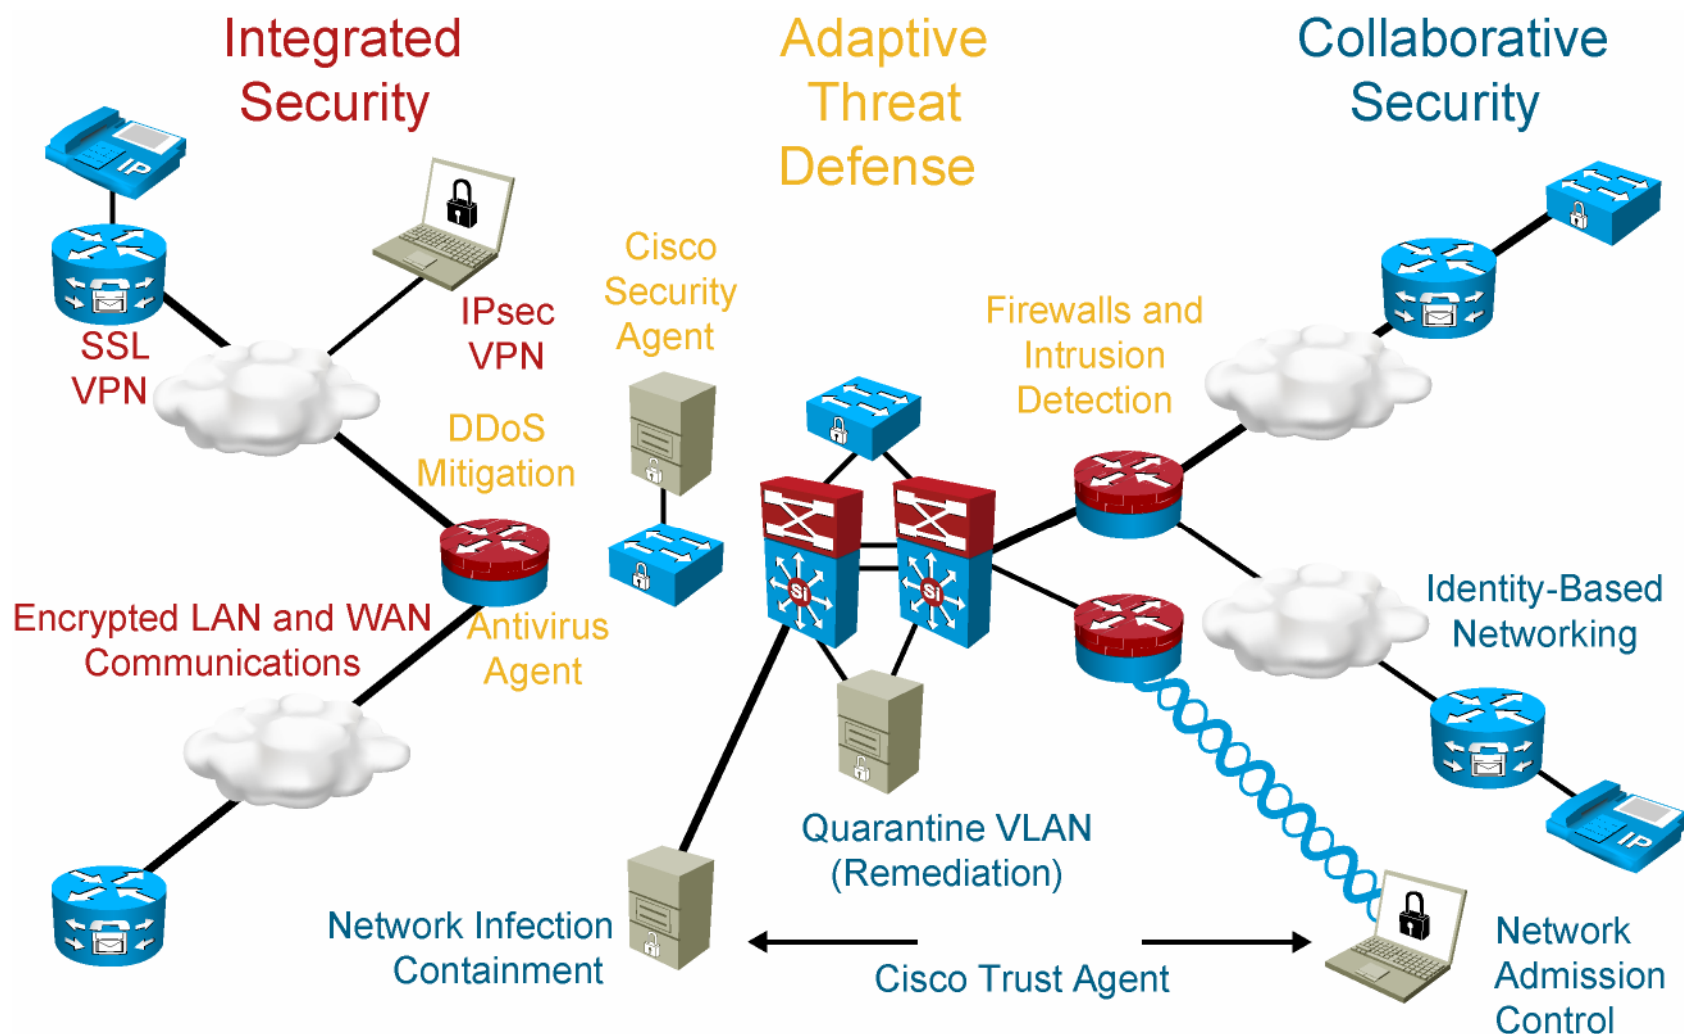 Integrated
Security
Adaptive
Threat
Defense
Collaborative
Security
IP
SSL
VPN
IPsec
VPN
Cisco
Security
Agent
Firewalls and
Intrusion
Detection
DDoS
Mitigation
Si
Si
Encrypted LAN and WAN
Communications
Antivirus
Agent
Identity-Based
Networking
Quarantine VLAN
(Remediation)
IP
Network Infection
Containment
Cisco Trust Agent
Network
Admission
Control